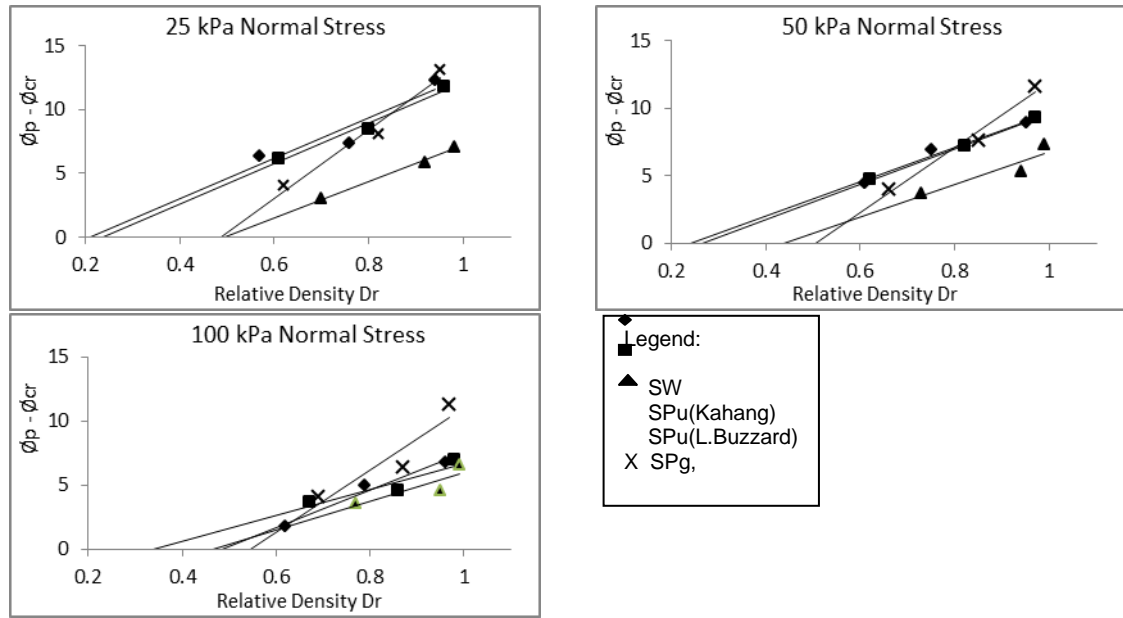 25 kPa Normal Stress
15
10
5
0
0.2 0.4 0.6 0.8 1
Øp - Øcr
Relative Density Dr
50 kPa Normal Stress
15
10
5
0
0.2 0.4 0.6 0.8 1
Øp - Øcr
Relative Density Dr
100 kPa Normal Stress
15
10
5
0
0.2 0.4 0.6 0.8 1
Øp - Øcr
Relative Density Dr
Legend:
SW
SPu(Kahang)
SPu(L.Buzzard)
X SPg,